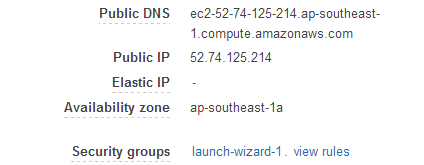 Public DNS ec2-52-74-125-214.ap-southeast-
1.compute.amazonaws.com
Public IP 52.74.125.214
Elastic IP -
Availability zone ap-southeast-1a
Security groups launch-wizard-1. view rules